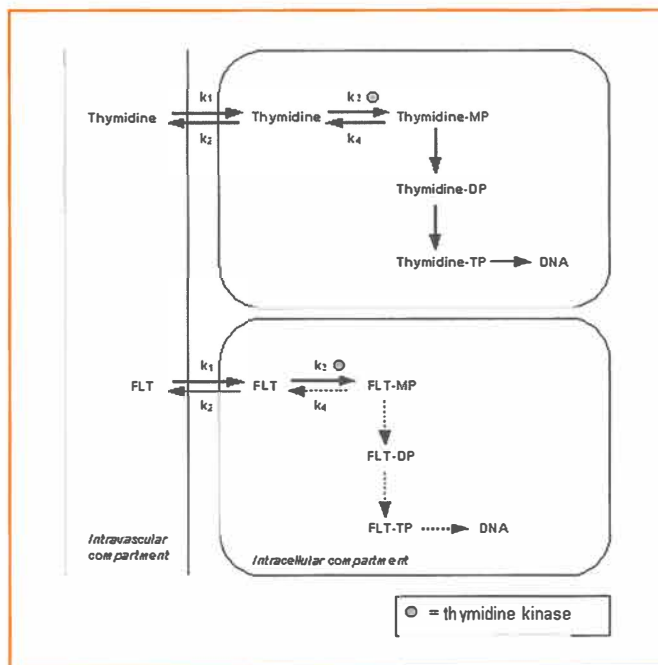 k1
k3
Thymidine
Thymidine
Thymidine-MP
k2
k4
Thymidine-DP
Thymidine-TP
DNA
k1
k3
FLT
FLT
FLT-MP
k2
k4
FLT-DP
FLT-TP
DNA
Intravascular
compartment
Intracellular compartment
= thymidine kinase